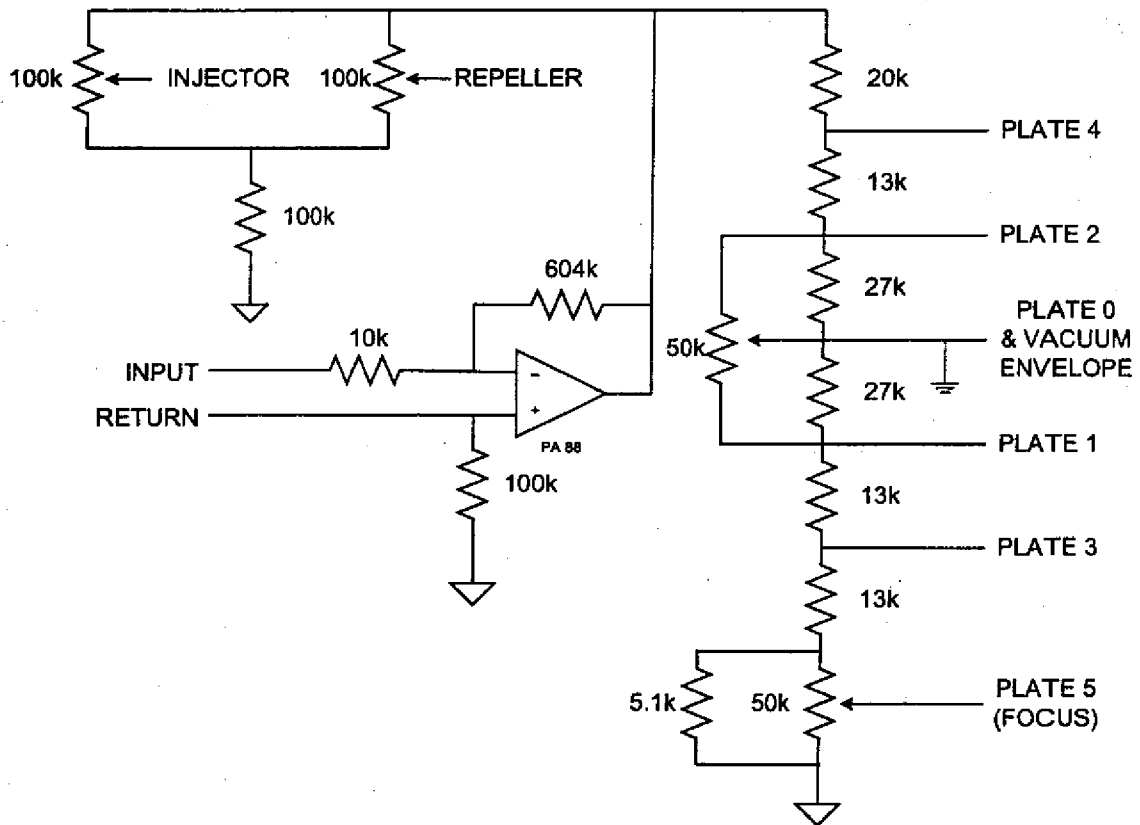 100k
INJECTOR
100k
REPELLER
20k
PLATE 4
13k
100k
PLATE 2
604k
27k
10k
PLATE 0
& VACUUM
ENVELOPE
50k
INPUT
27k
RETURN
PA 88
PLATE 1
100k
13k
PLATE 3
13k
5.1k
50k
PLATE 5
(FOCUS)